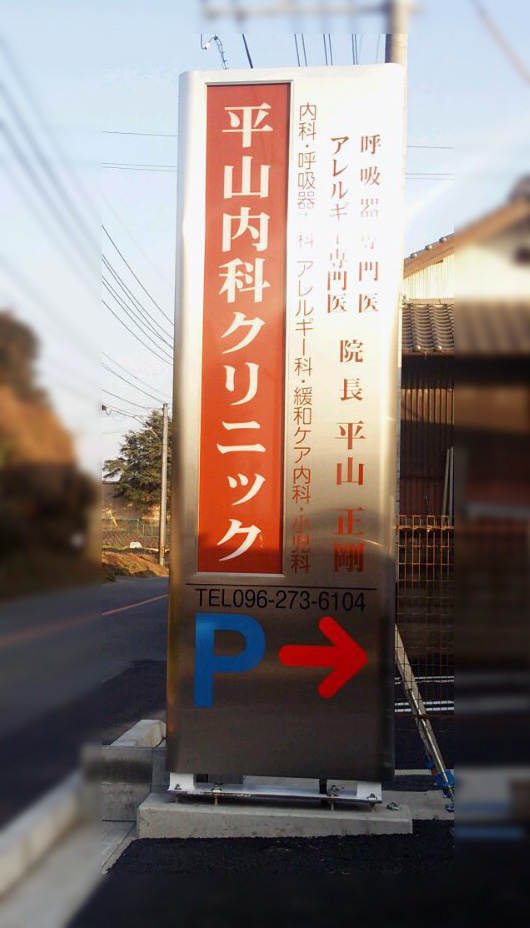 呼吸器専門医
アレルギー専門医
院長 平山 正剛
内科・呼吸器内科 アレルギー科・緩和ケア内科・小児科
平山内科クリニック
TEL096-273-6104
P→